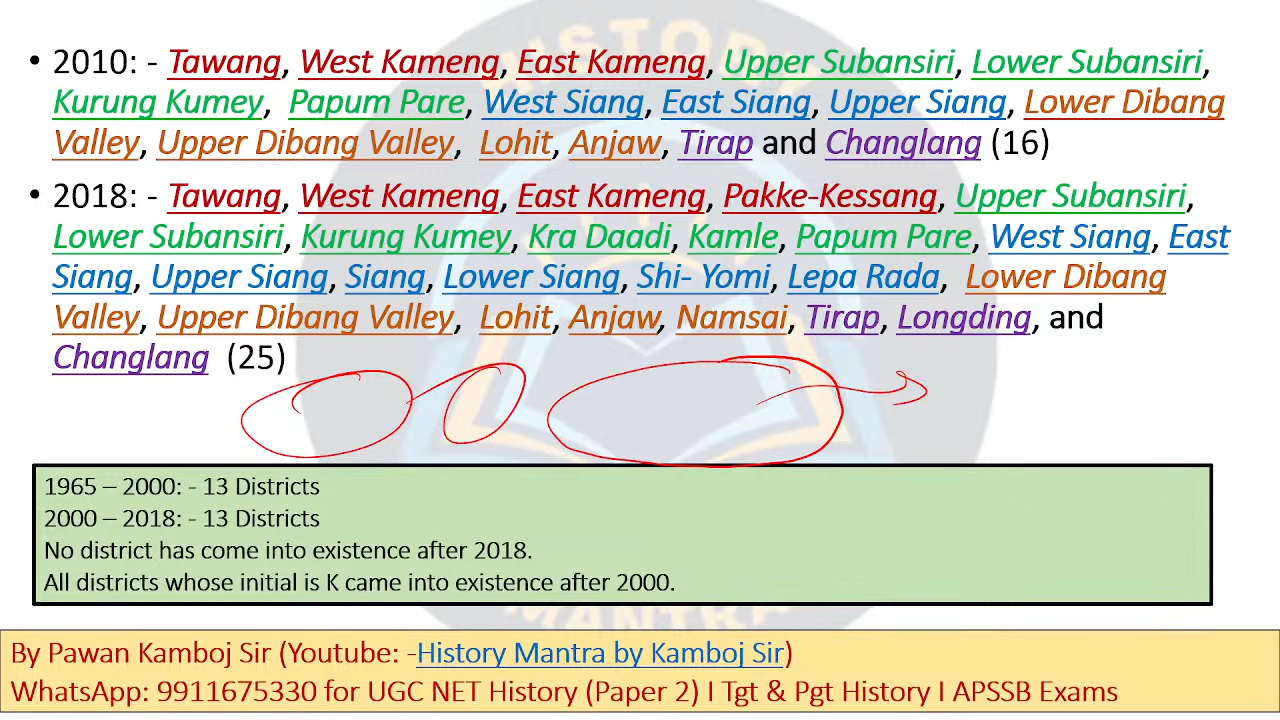 HISTORY
• 2010: - Tawang, West Kameng, East Kameng, Upper Subansiri, Lower Subansiri,
Kurung Kumey, Papum Pare, West Siang, East Siang, Upper Siang, Lower Dibang
Valley, Upper Dibang Valley, Lohit, Anjaw, Tirap and Changlang (16)
• 2018: - Tawang, West Kameng, East Kameng, Pakke-Kessang, Upper Subansiri,
Lower Subansiri, Kurung Kumey, Kra Daadi, Kamle, Papum Pare, West Siang, East
Siang, Upper Siang, Siang, Lower Siang, Shi- Yomi, Lepa Rada, Lower Dibang
Valley, Upper Dibang Valley, Lohit, Anjaw, Namsai, Tirap, Longding, and
Changlang (25)
1965 – 2000: - 13 Districts
2000 – 2018: - 13 Districts
No district has come into existence after 2018.
All districts whose initial is K came into existence after 2000.
MANTRA
By Pawan Kamboj Sir (Youtube: -History Mantra by Kamboj Sir)
WhatsApp: 9911675330 for UGC NET History (Paper 2) I Tgt & Pgt History I APSSB Exams